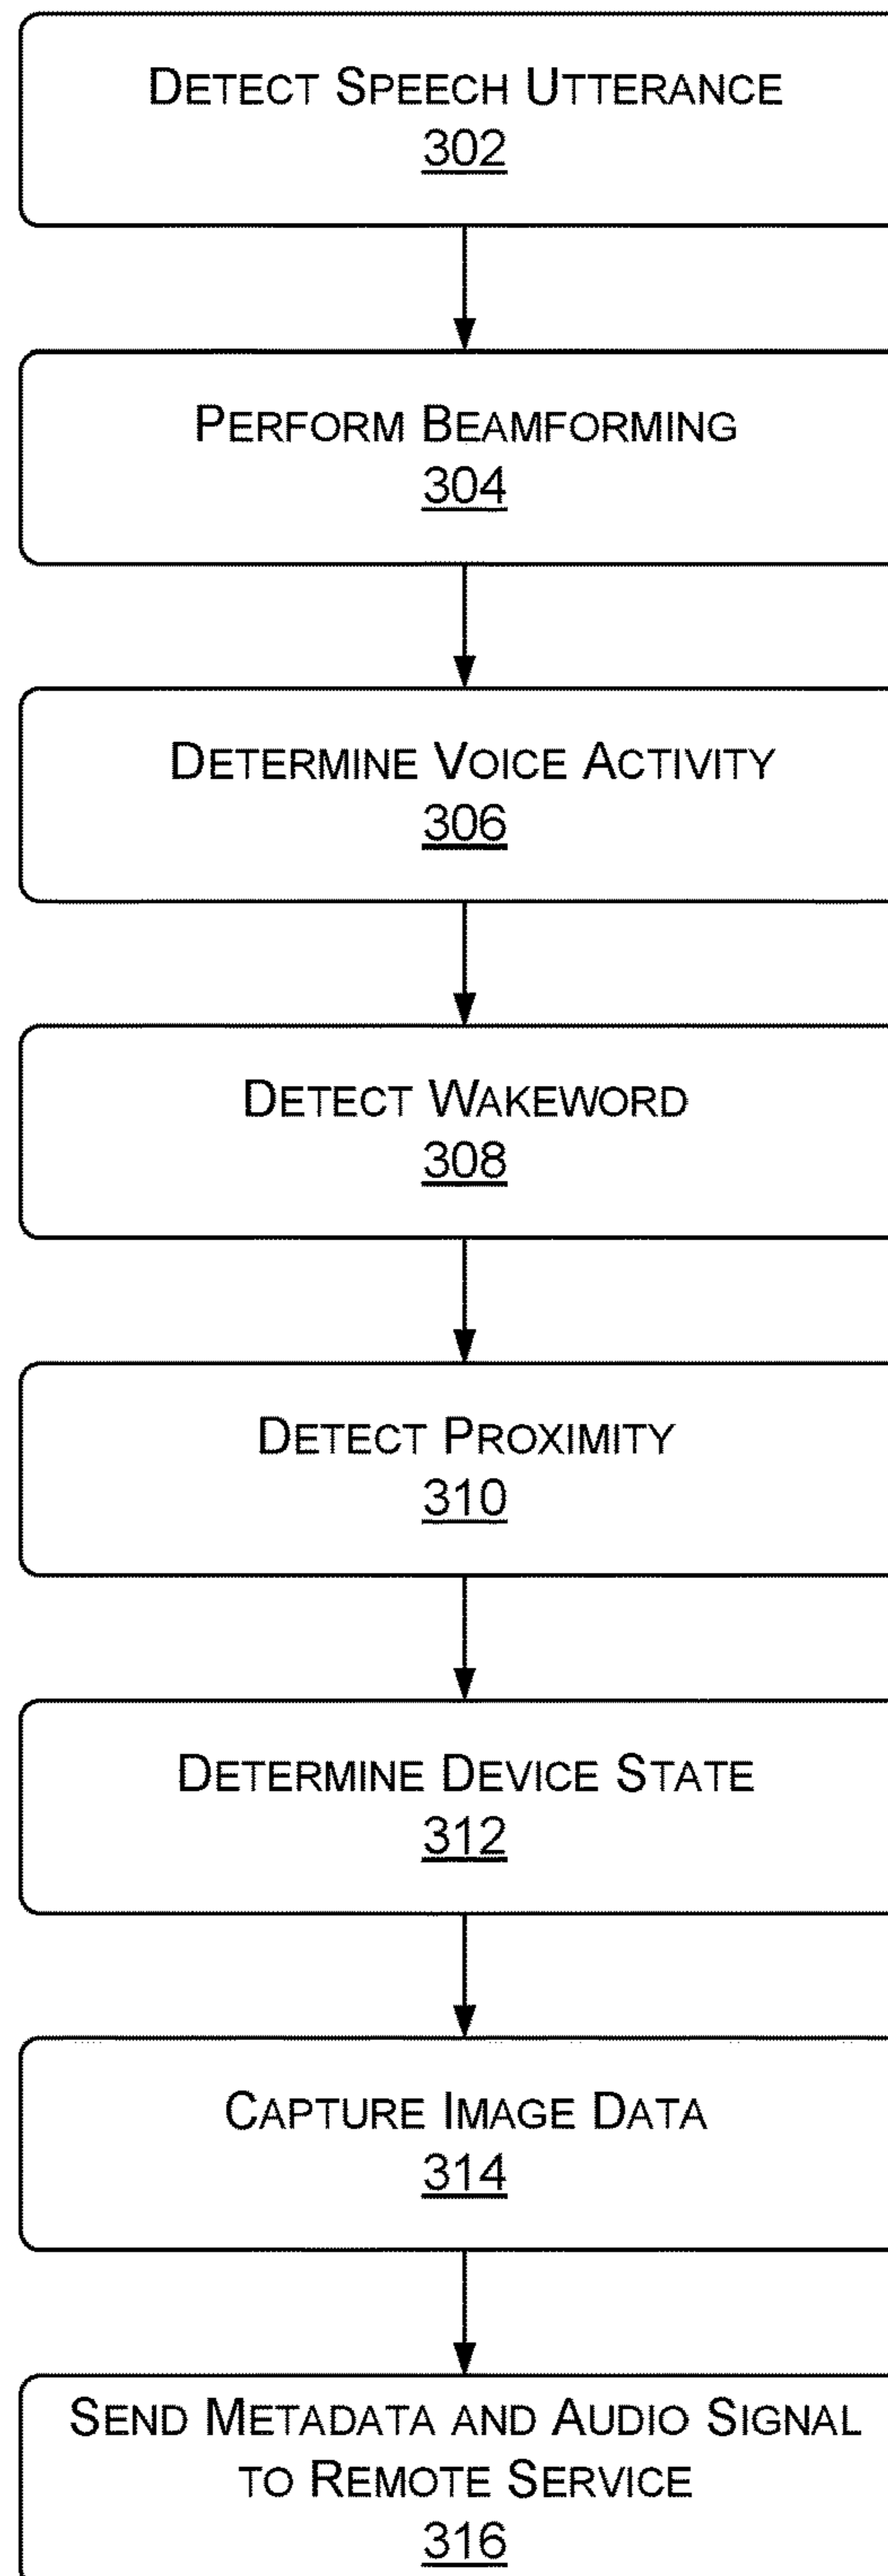 DETECT SPEECH UTTERANCE
302
PERFORM BEAMFORMING
304
DETERMINE VOICE ACTIVITY
306
DETECT WAKEWORD
308
DETECT PROXIMITY
310
DETERMINE DEVICE STATE
312
CAPTURE IMAGE DATA
314
SEND METADATA AND AUDIO SIGNAL
TO REMOTE SERVICE
316